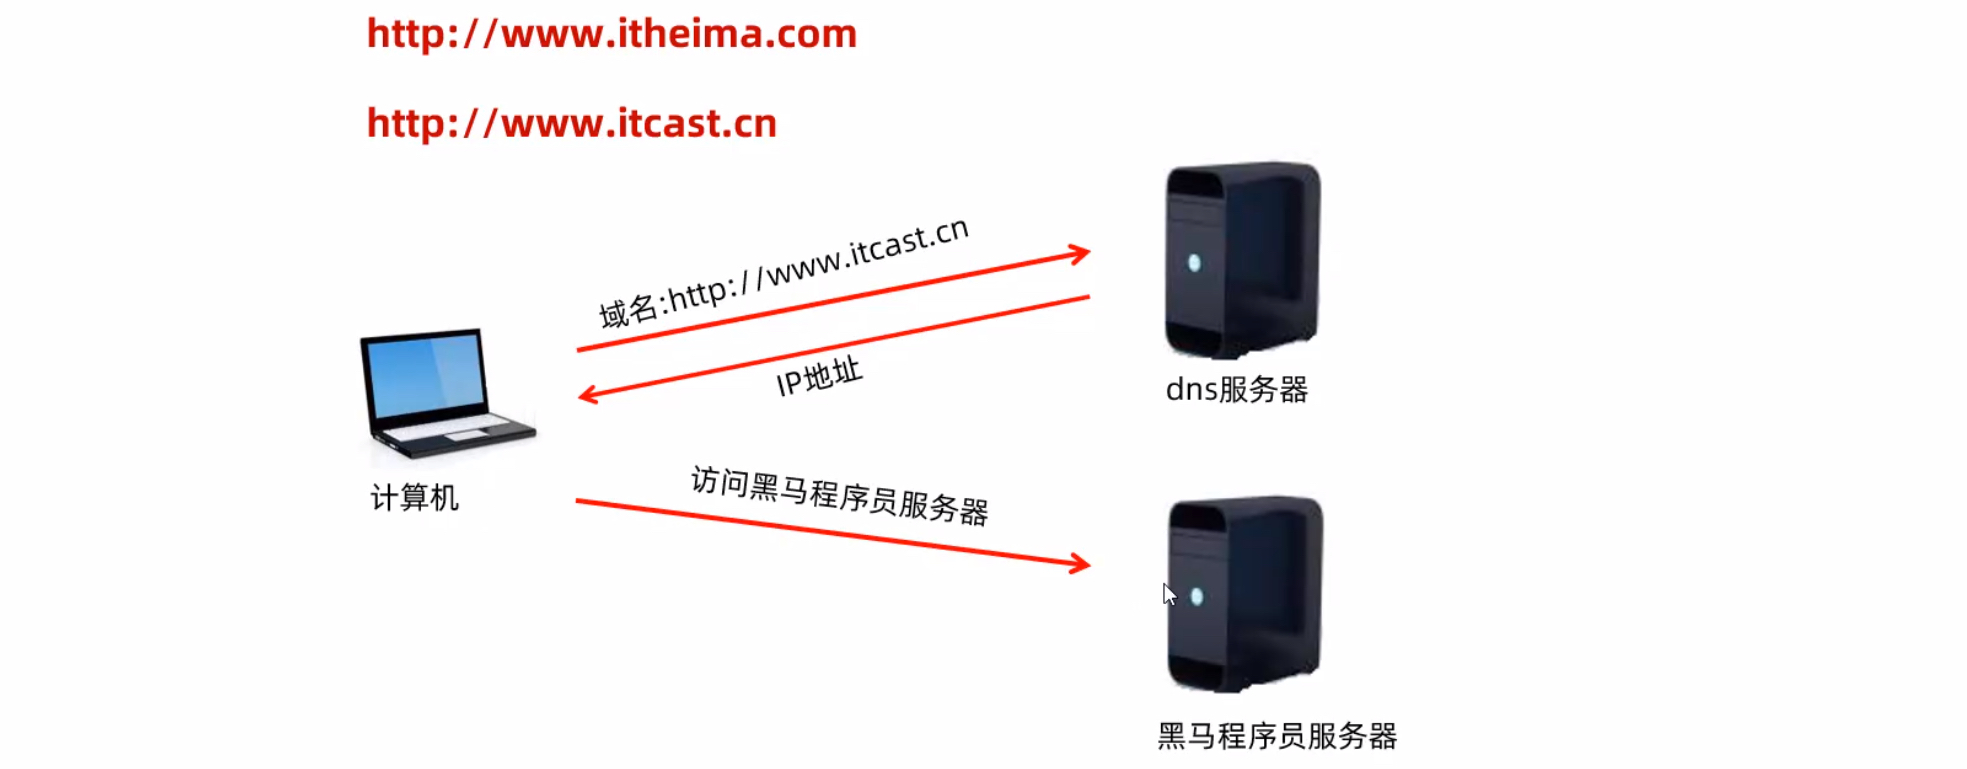 http://www.itheima.com
http://www.itcast.cn
域名:http://www.itcast.cn
IP地址
dns服务器
访问黑马程序员服务器
计算机
黑马程序员服务器